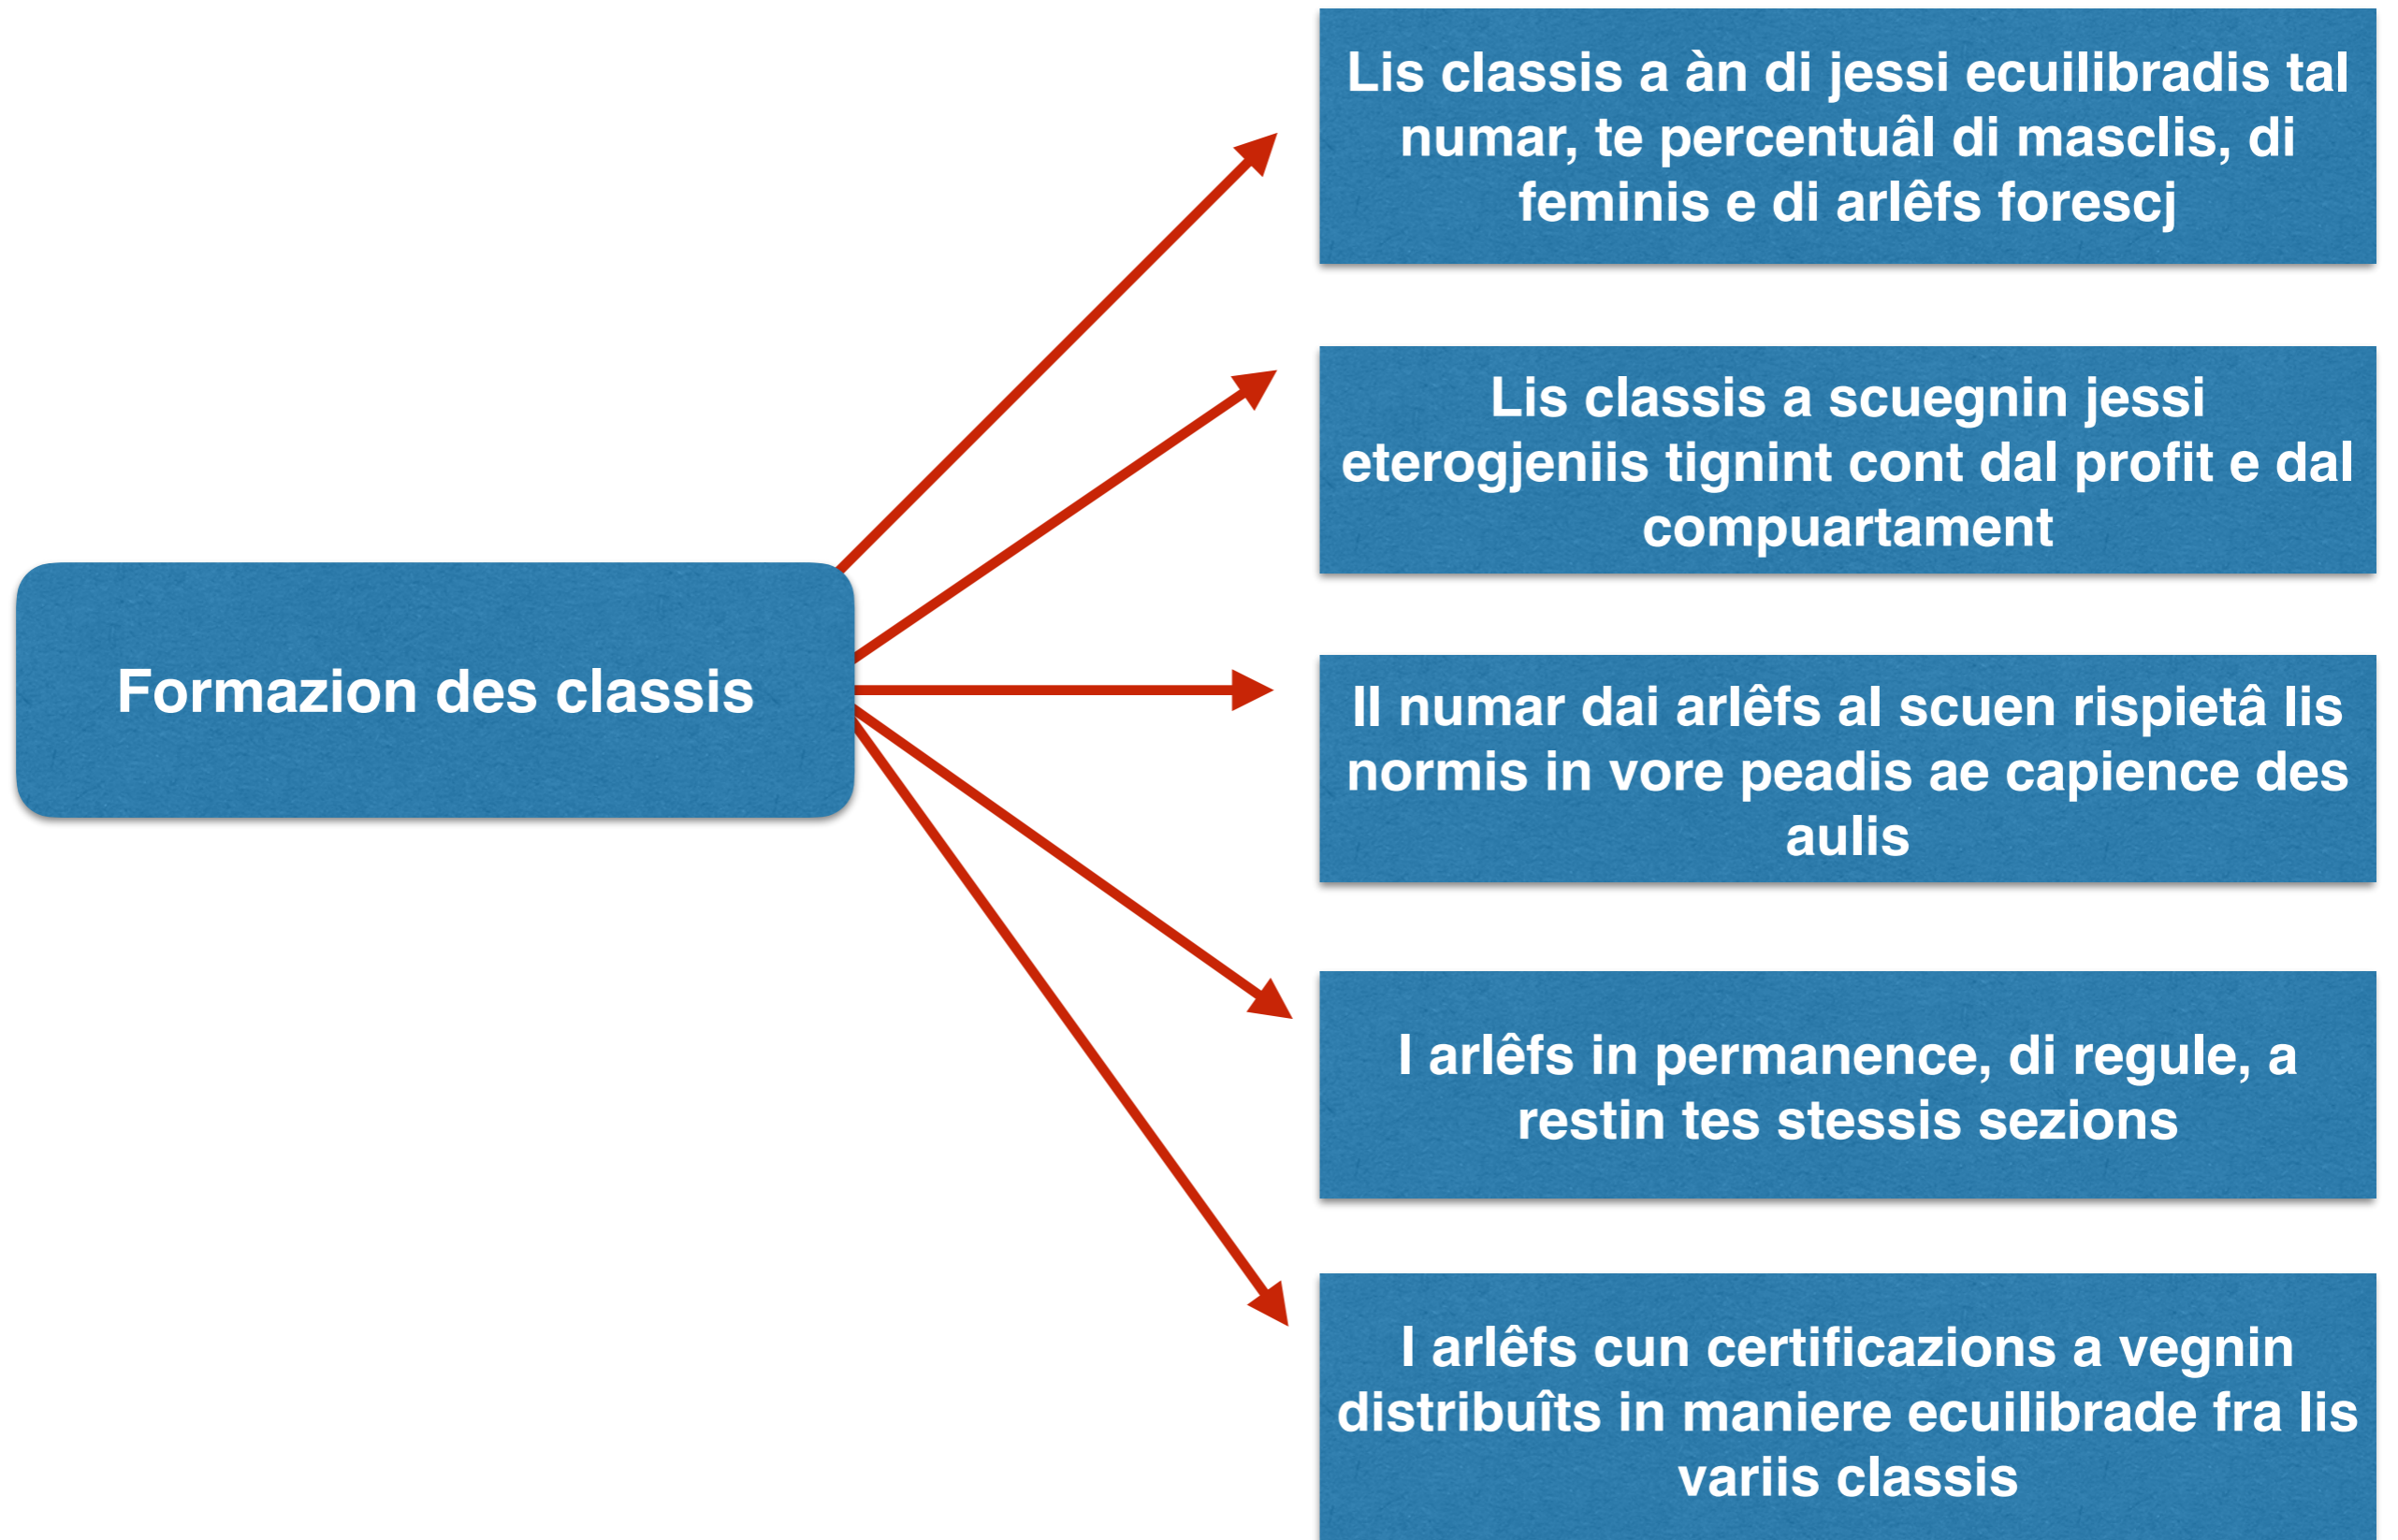 Formazion des classis
Lis classis a àn di jessi ecuilibradis tal
numar, te percentuâl di masclis, di
feminis e di arlêfs forescj
Lis classis a scuegnin jessi
eterogjeniis tignint cont dal profit e dal
compuartament
Il numar dai arlêfs al scuen rispietâ lis
normis in vore peadis ae capience des
aulis
I arlêfs in permanence, di regule, a
restin tes stessis sezions
I arlêfs cun certificazions a vegnin
distribuîts in maniere ecuilibrade fra lis
variis classis